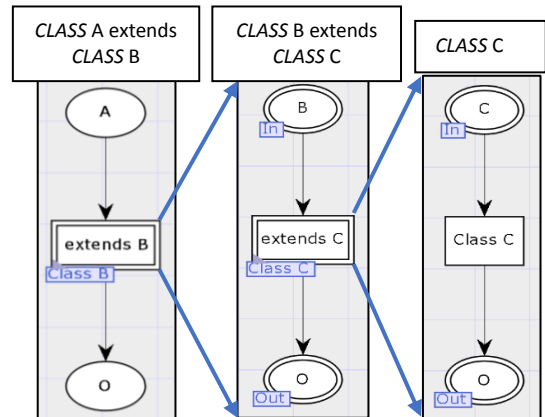 CLASS A extends
CLASS B
A
extends B
Class B
O
CLASS B extends
CLASS C
B
In
extends C
Class C
O
Out
CLASS C
C
In
Class C
O
Out